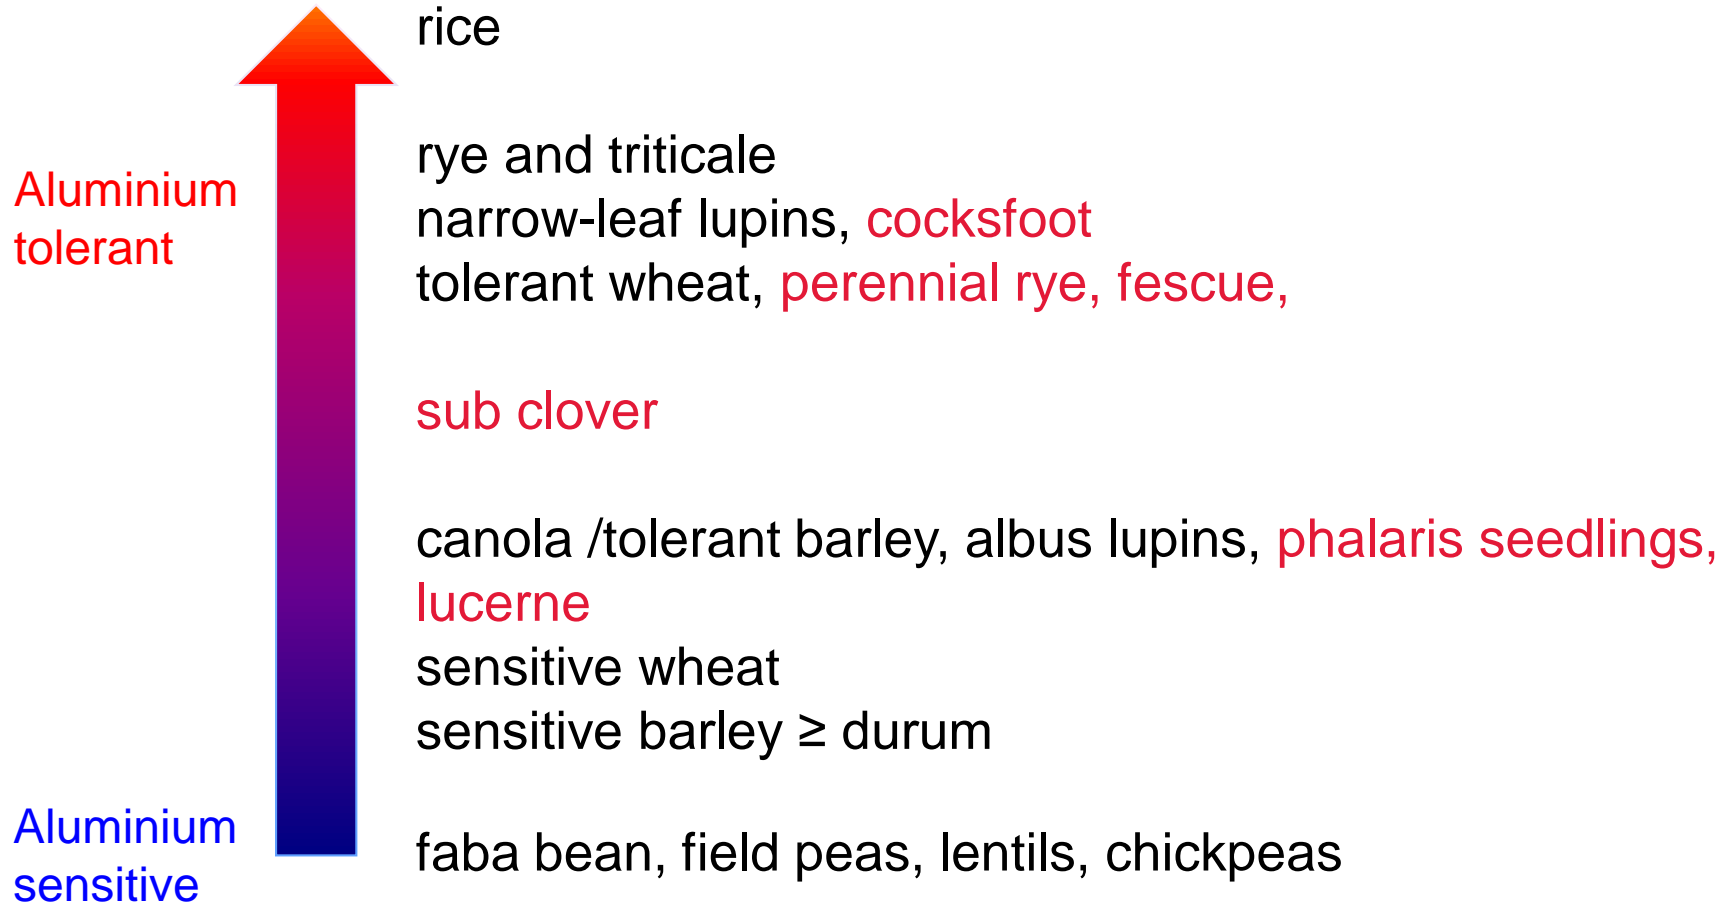 rice
rye and triticale
Aluminium
tolerant
narrow-leaf lupins, cocksfoot
tolerant wheat, perennial rye, fescue,
sub clover
canola /tolerant barley, albus lupins, phalaris seedlings,
lucerne
sensitive wheat
sensitive barley ≥ durum
Aluminium
sensitive
faba bean, field peas, lentils, chickpeas